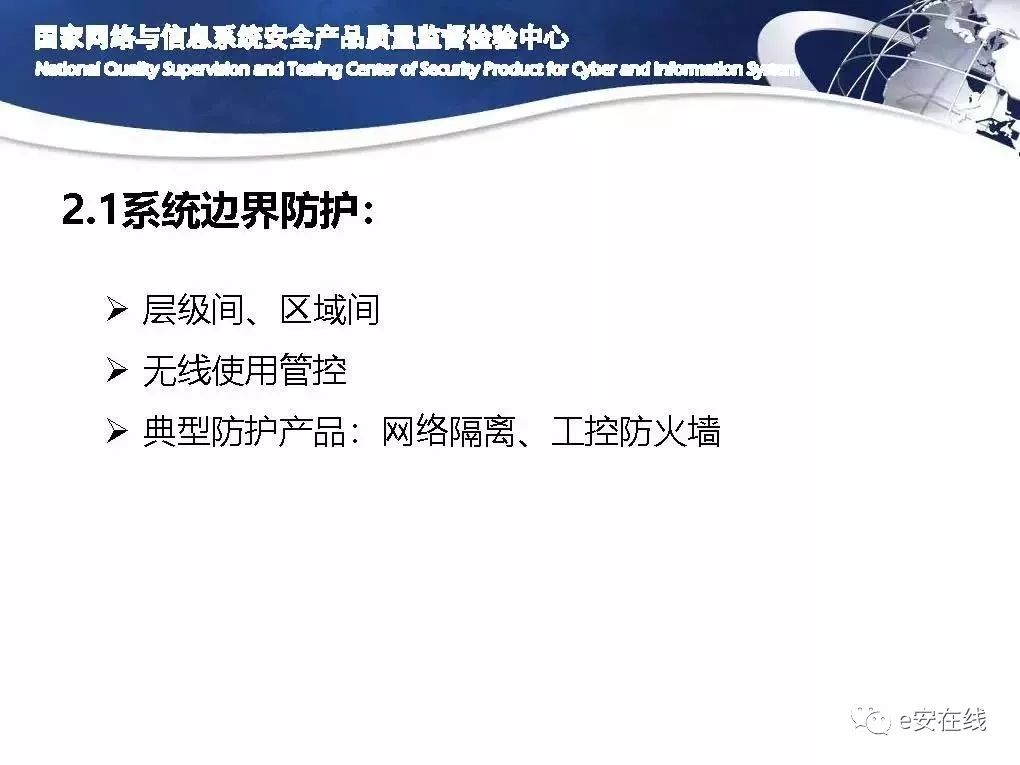 国家网络与信息系统安全产品质量监督检验中心
National Quality Supervision and Testing Center of Security Product for Cyber and Information System
2.1系统边界防护：
➢ 层级间、区域间
➢ 无线使用管控
➢ 典型防护产品：网络隔离、工控防火墙
e安在线